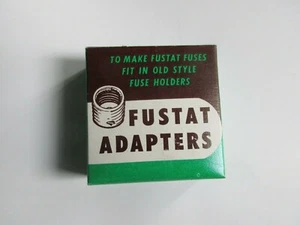 TO MAKE FUSTAT FUSES
FIT IN OLD STYLE
FUSE HOLDERS
FUSTAT
ADAPTERS